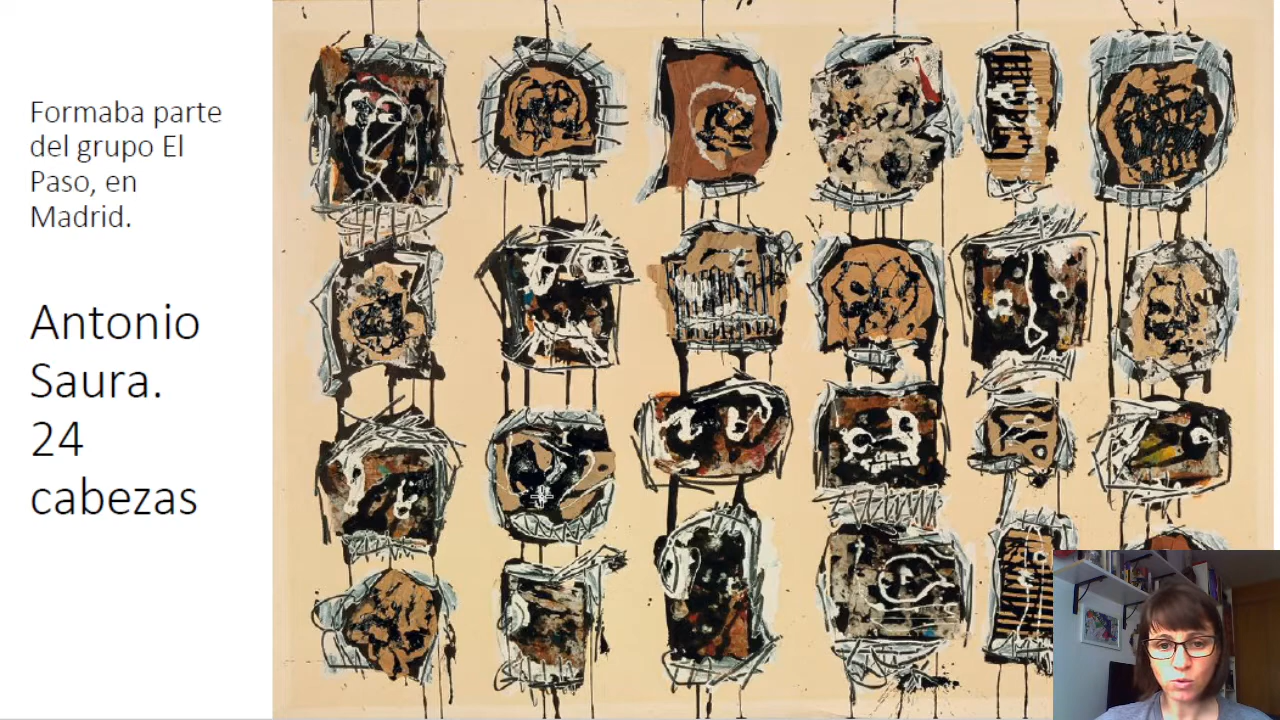 Formaba parte
del grupo El
Paso, en
Madrid.
Antonio
Saura.
24
cabezas